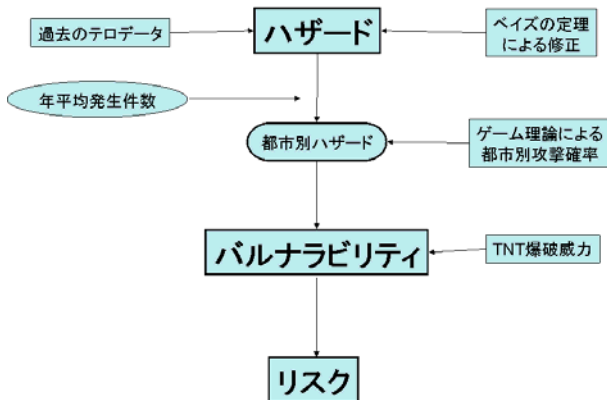 過去のテロデータ
ハザード
ベイズの定理
による修正
年平均発生件数
都市別ハザード
ゲーム理論による
都市別攻撃確率
バルナラビリティ
TNT爆破威力
リスク